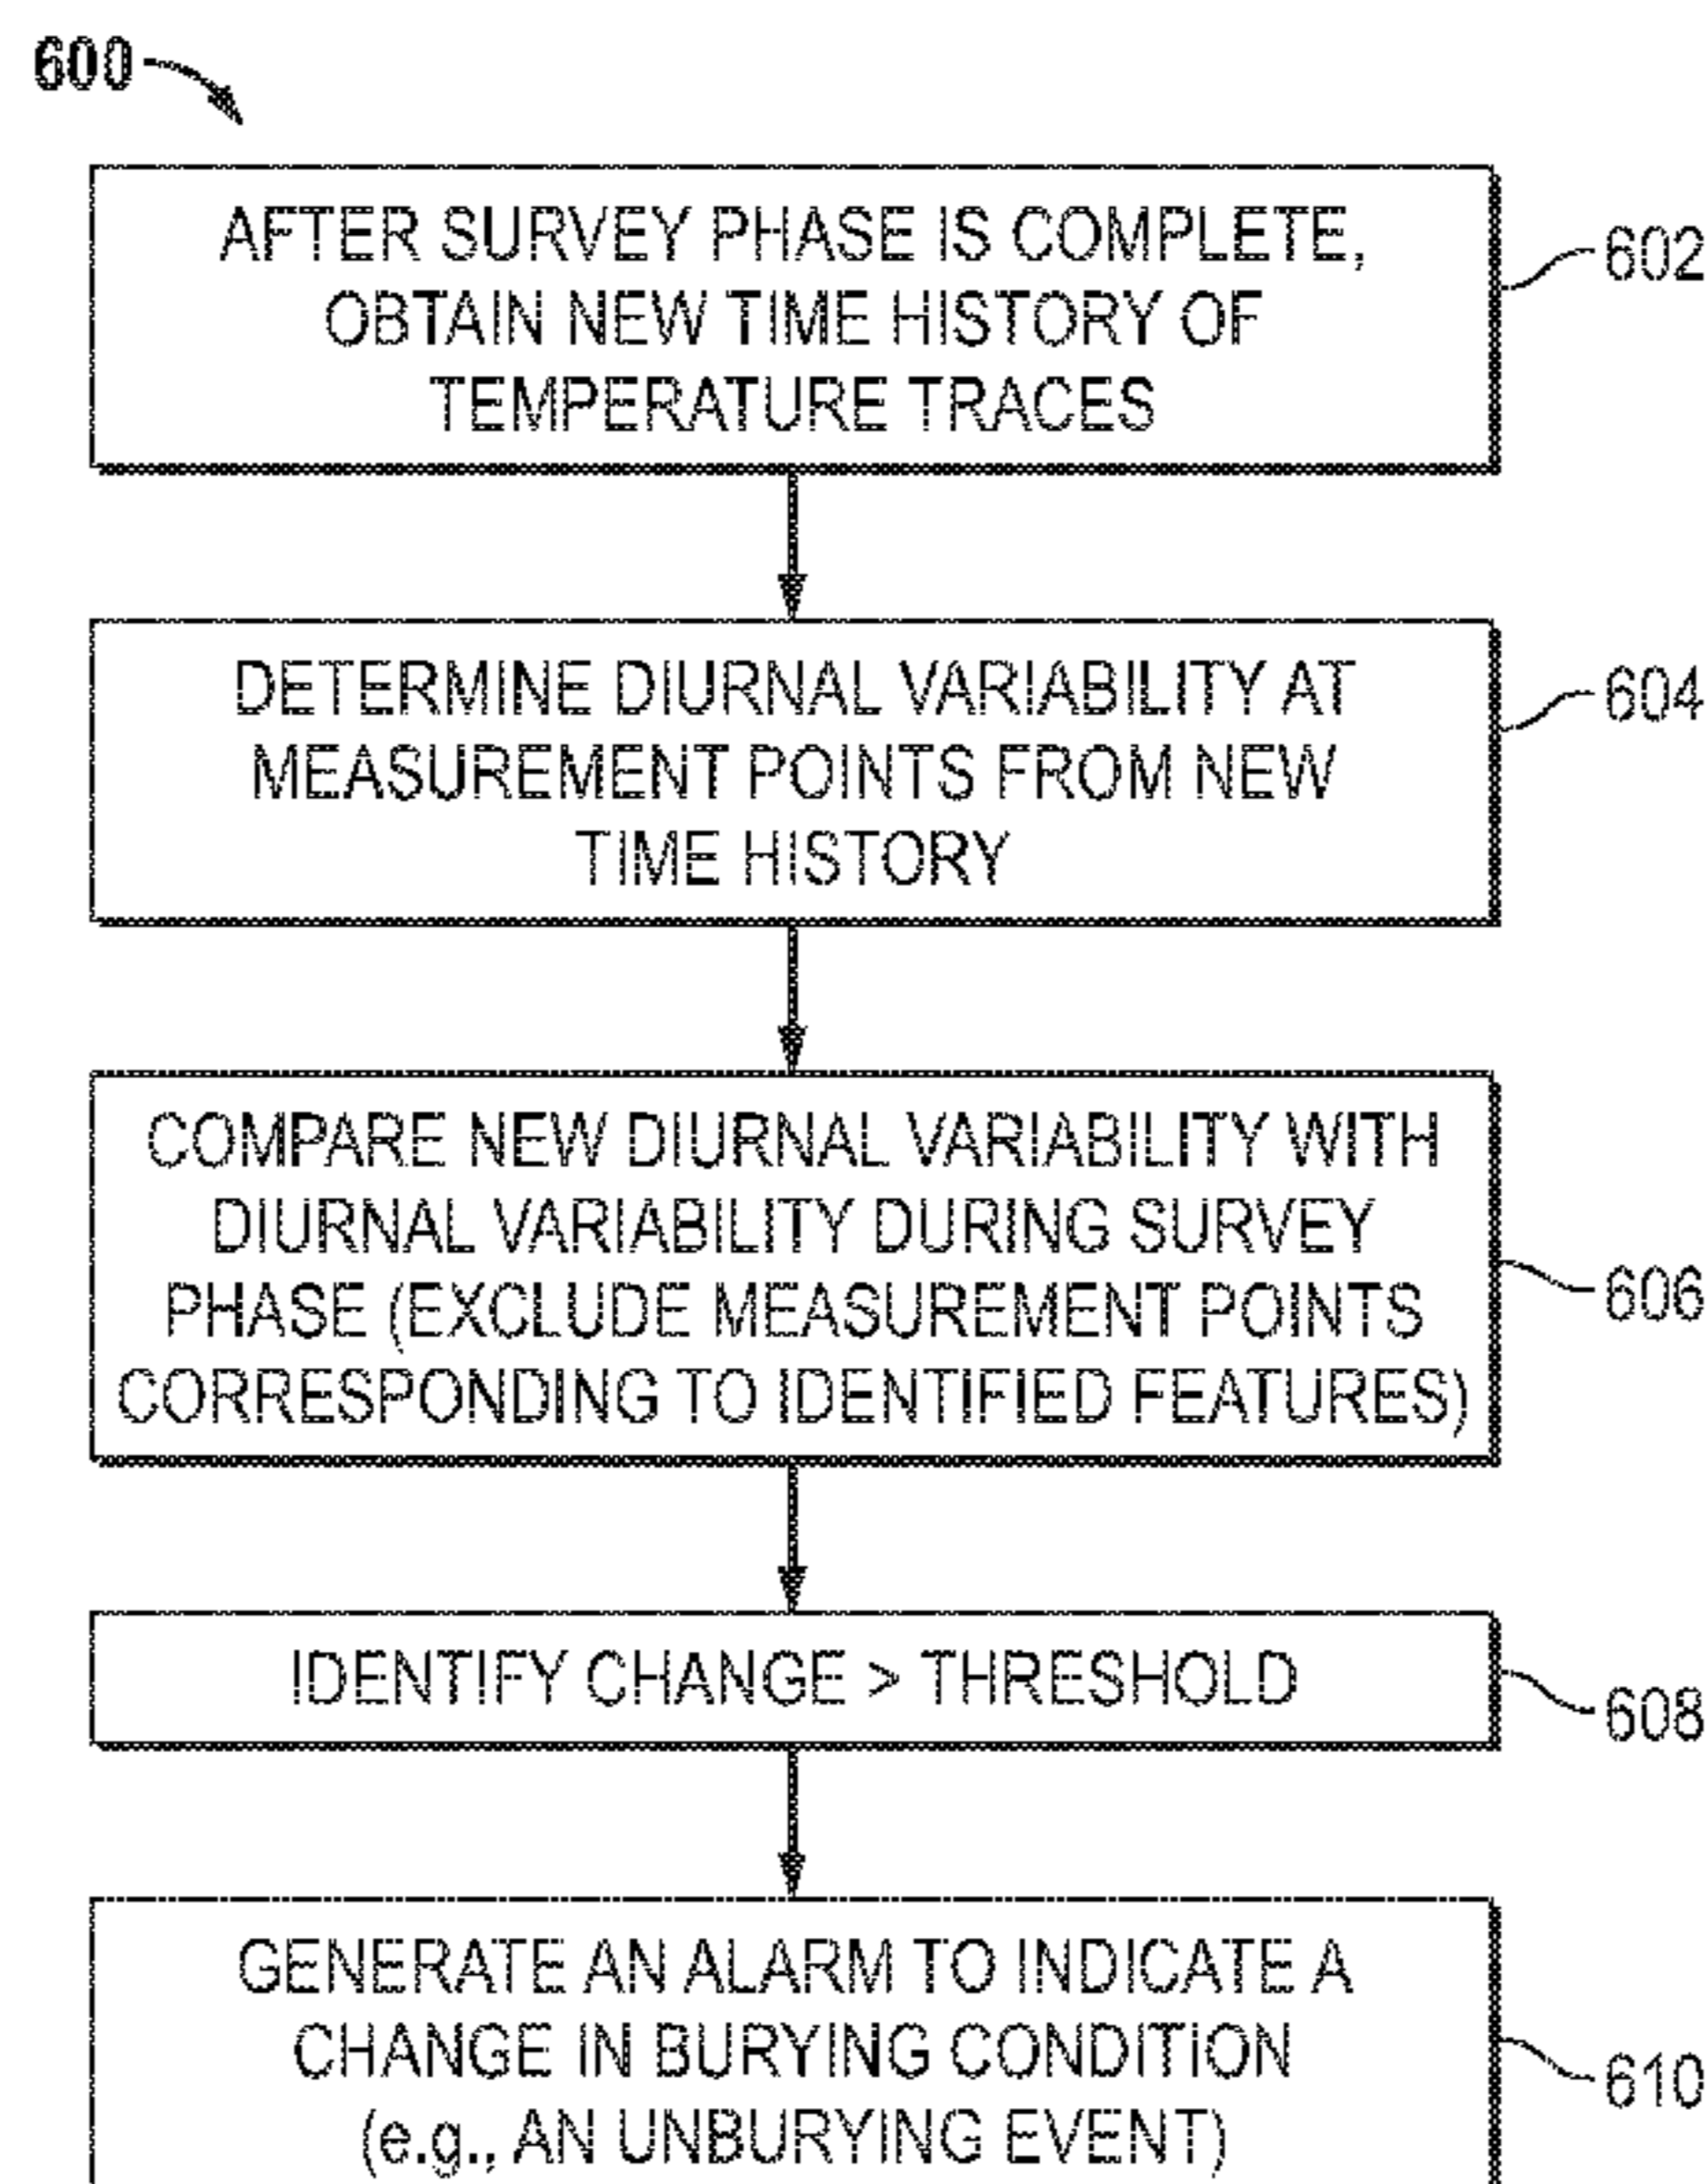 600
AFTER SURVEY PHASE IS COMPLETE,
OBTAIN NEW TIME HISTORY OF
TEMPERATURE TRACES
602
DETERMINE DIURNAL VARIABILITY AT
MEASUREMENT POINTS FROM NEW
TIME HISTORY
604
COMPARE NEW DIURNAL VARIABILITY WITH
DIURNAL VARIABILITY DURING SURVEY
PHASE (EXCLUDE MEASUREMENT POINTS
CORRESPONDING TO IDENTIFIED FEATURES)
606
IDENTIFY CHANGE > THRESHOLD
608
GENERATE AN ALARM TO INDICATE A
CHANGE IN BURYING CONDITION
(e.g., AN UNBURYING EVENT)
610